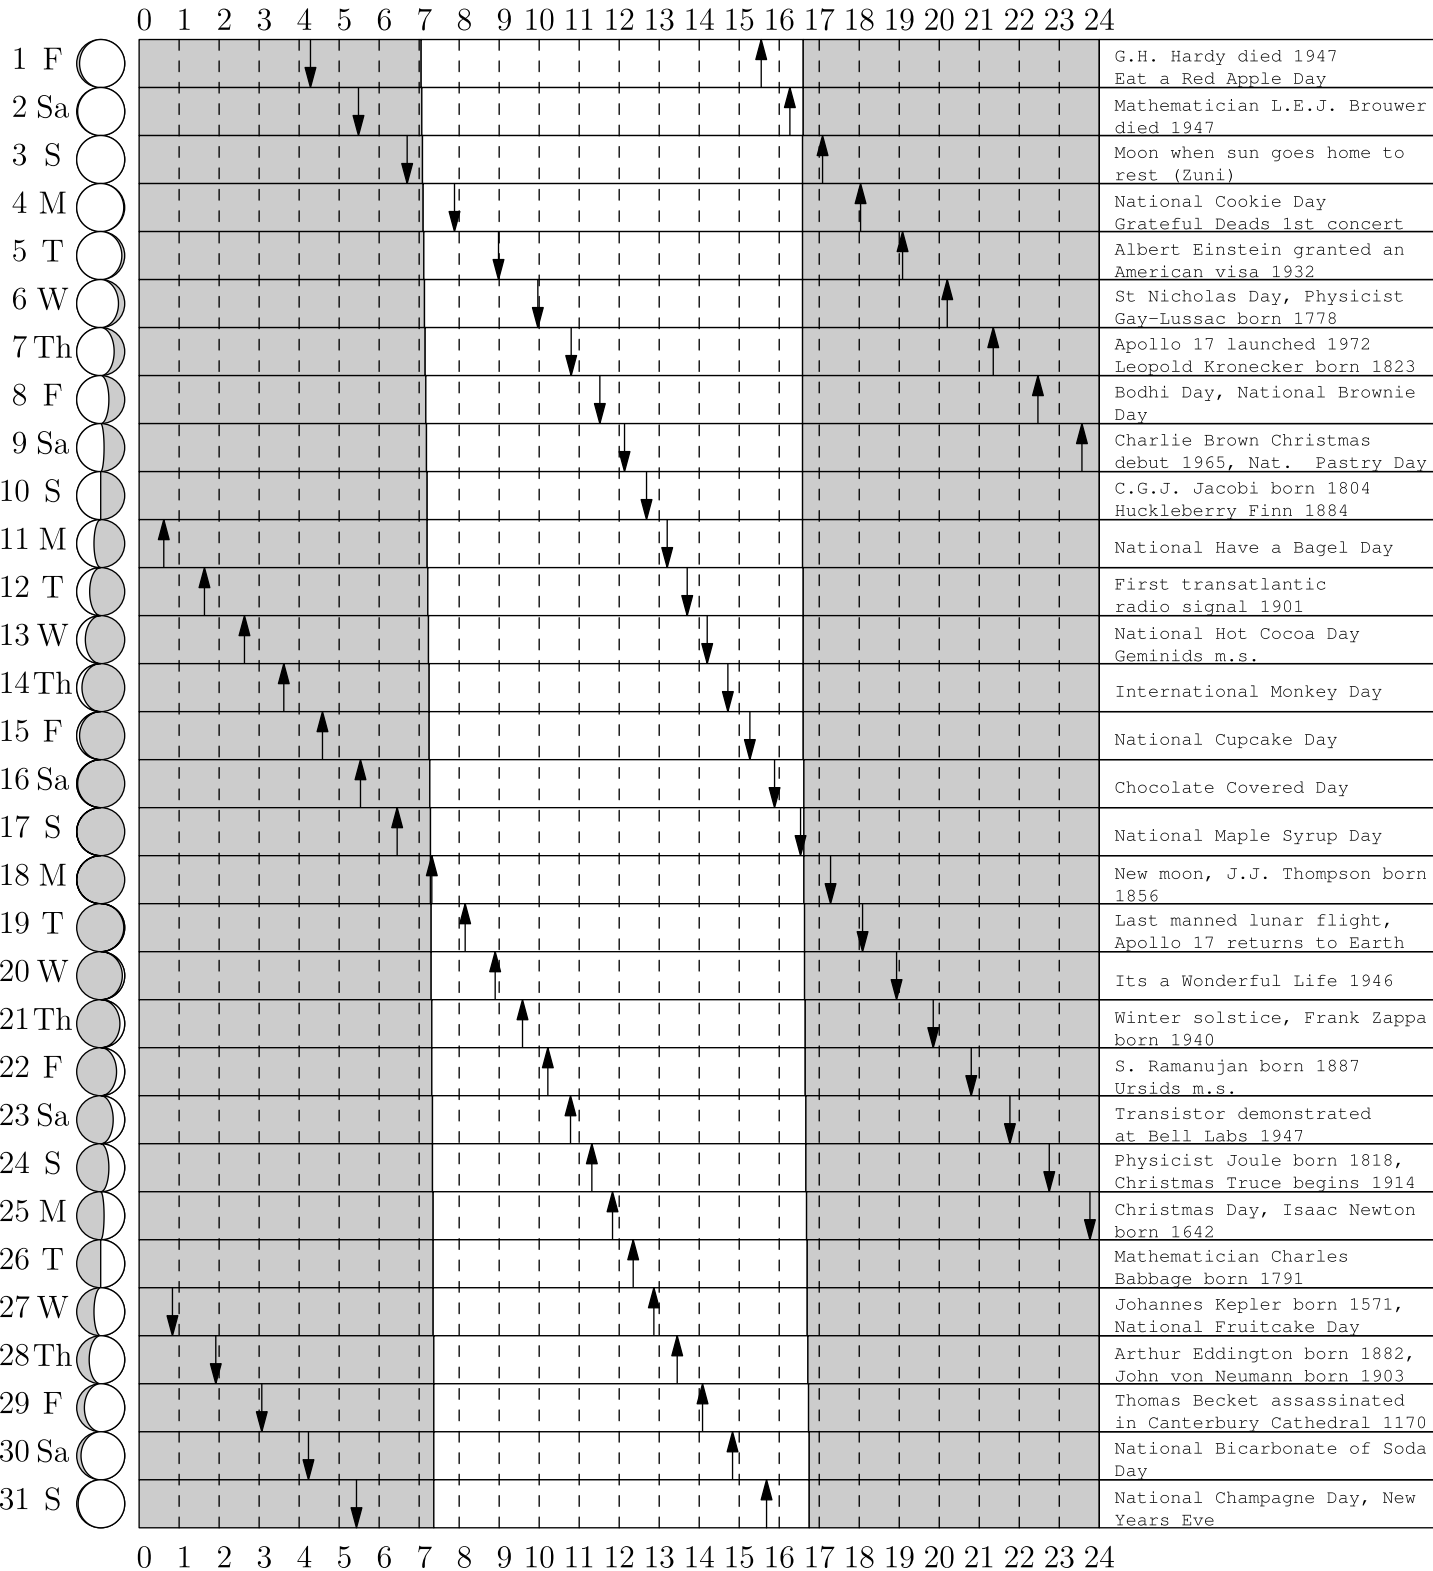 0 1 2 3 4 5 6 7 8 9 10 11 12 13 14 15 16 17 18 19 20 21 22 23 24
1 F G.H. Hardy died 1947
Eat a Red Apple Day
2 Sa Mathematician L.E.J. Brouwer
died 1947
3 S Moon when sun goes home to
rest (Zuni)
4 M National Cookie Day
Grateful Deads 1st concert
5 T Albert Einstein granted an
American visa 1932
6 W St Nicholas Day, Physicist
Gay-Lussac born 1778
7 Th Apollo 17 launched 1972
Leopold Kronecker born 1823
8 F Bodhi Day, National Brownie
Day
9 Sa Charlie Brown Christmas
debut 1965, Nat. Pastry Day
10 S C.G.J. Jacobi born 1804
Huckleberry Finn 1884
11 M National Have a Bagel Day
12 T First transatlantic
radio signal 1901
13 W National Hot Cocoa Day
Geminids m.s.
14 Th International Monkey Day
15 F National Cupcake Day
16 Sa Chocolate Covered Day
17 S National Maple Syrup Day
18 M New moon, J.J. Thompson born
1856
19 T Last manned lunar flight,
Apollo 17 returns to Earth
20 W Its a Wonderful Life 1946
21 Th Winter solstice, Frank Zappa
born 1940
22 F S. Ramanujan born 1887
Ursids m.s.
23 Sa Transistor demonstrated
at Bell Labs 1947
24 S Physicist Joule born 1818,
Christmas Truce begins 1914
25 M Christmas Day, Isaac Newton
born 1642
26 T Mathematician Charles
Babbage born 1791
27 W Johannes Kepler born 1571,
National Fruitcake Day
28 Th Arthur Eddington born 1882,
John von Neumann born 1903
29 F Thomas Becket assassinated
in Canterbury Cathedral 1170
30 Sa National Bicarbonate of Soda
Day
31 S National Champagne Day, New
Years Eve
0 1 2 3 4 5 6 7 8 9 10 11 12 13 14 15 16 17 18 19 20 21 22 23 24